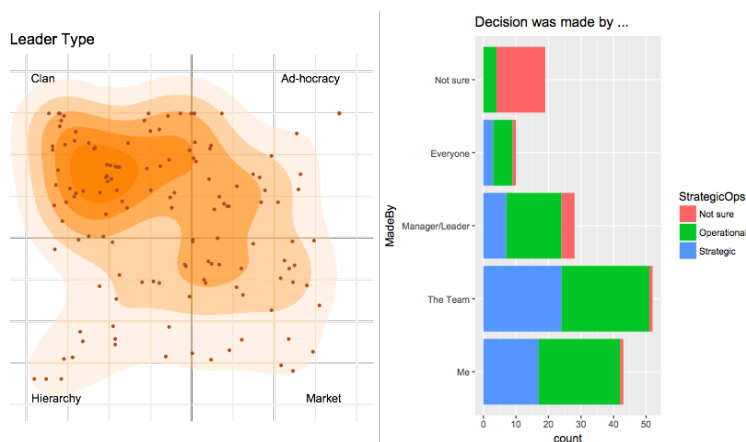 Leader Type
Clan
Ad-hocracy
Hierarchy
Market
Decision was made by ...
MadeBy
Not sure
Everyone
Manager/Leader
The Team
Me
0 10 20 30 40 50
count
StrategicOps
Not sure
Operational
Strategic